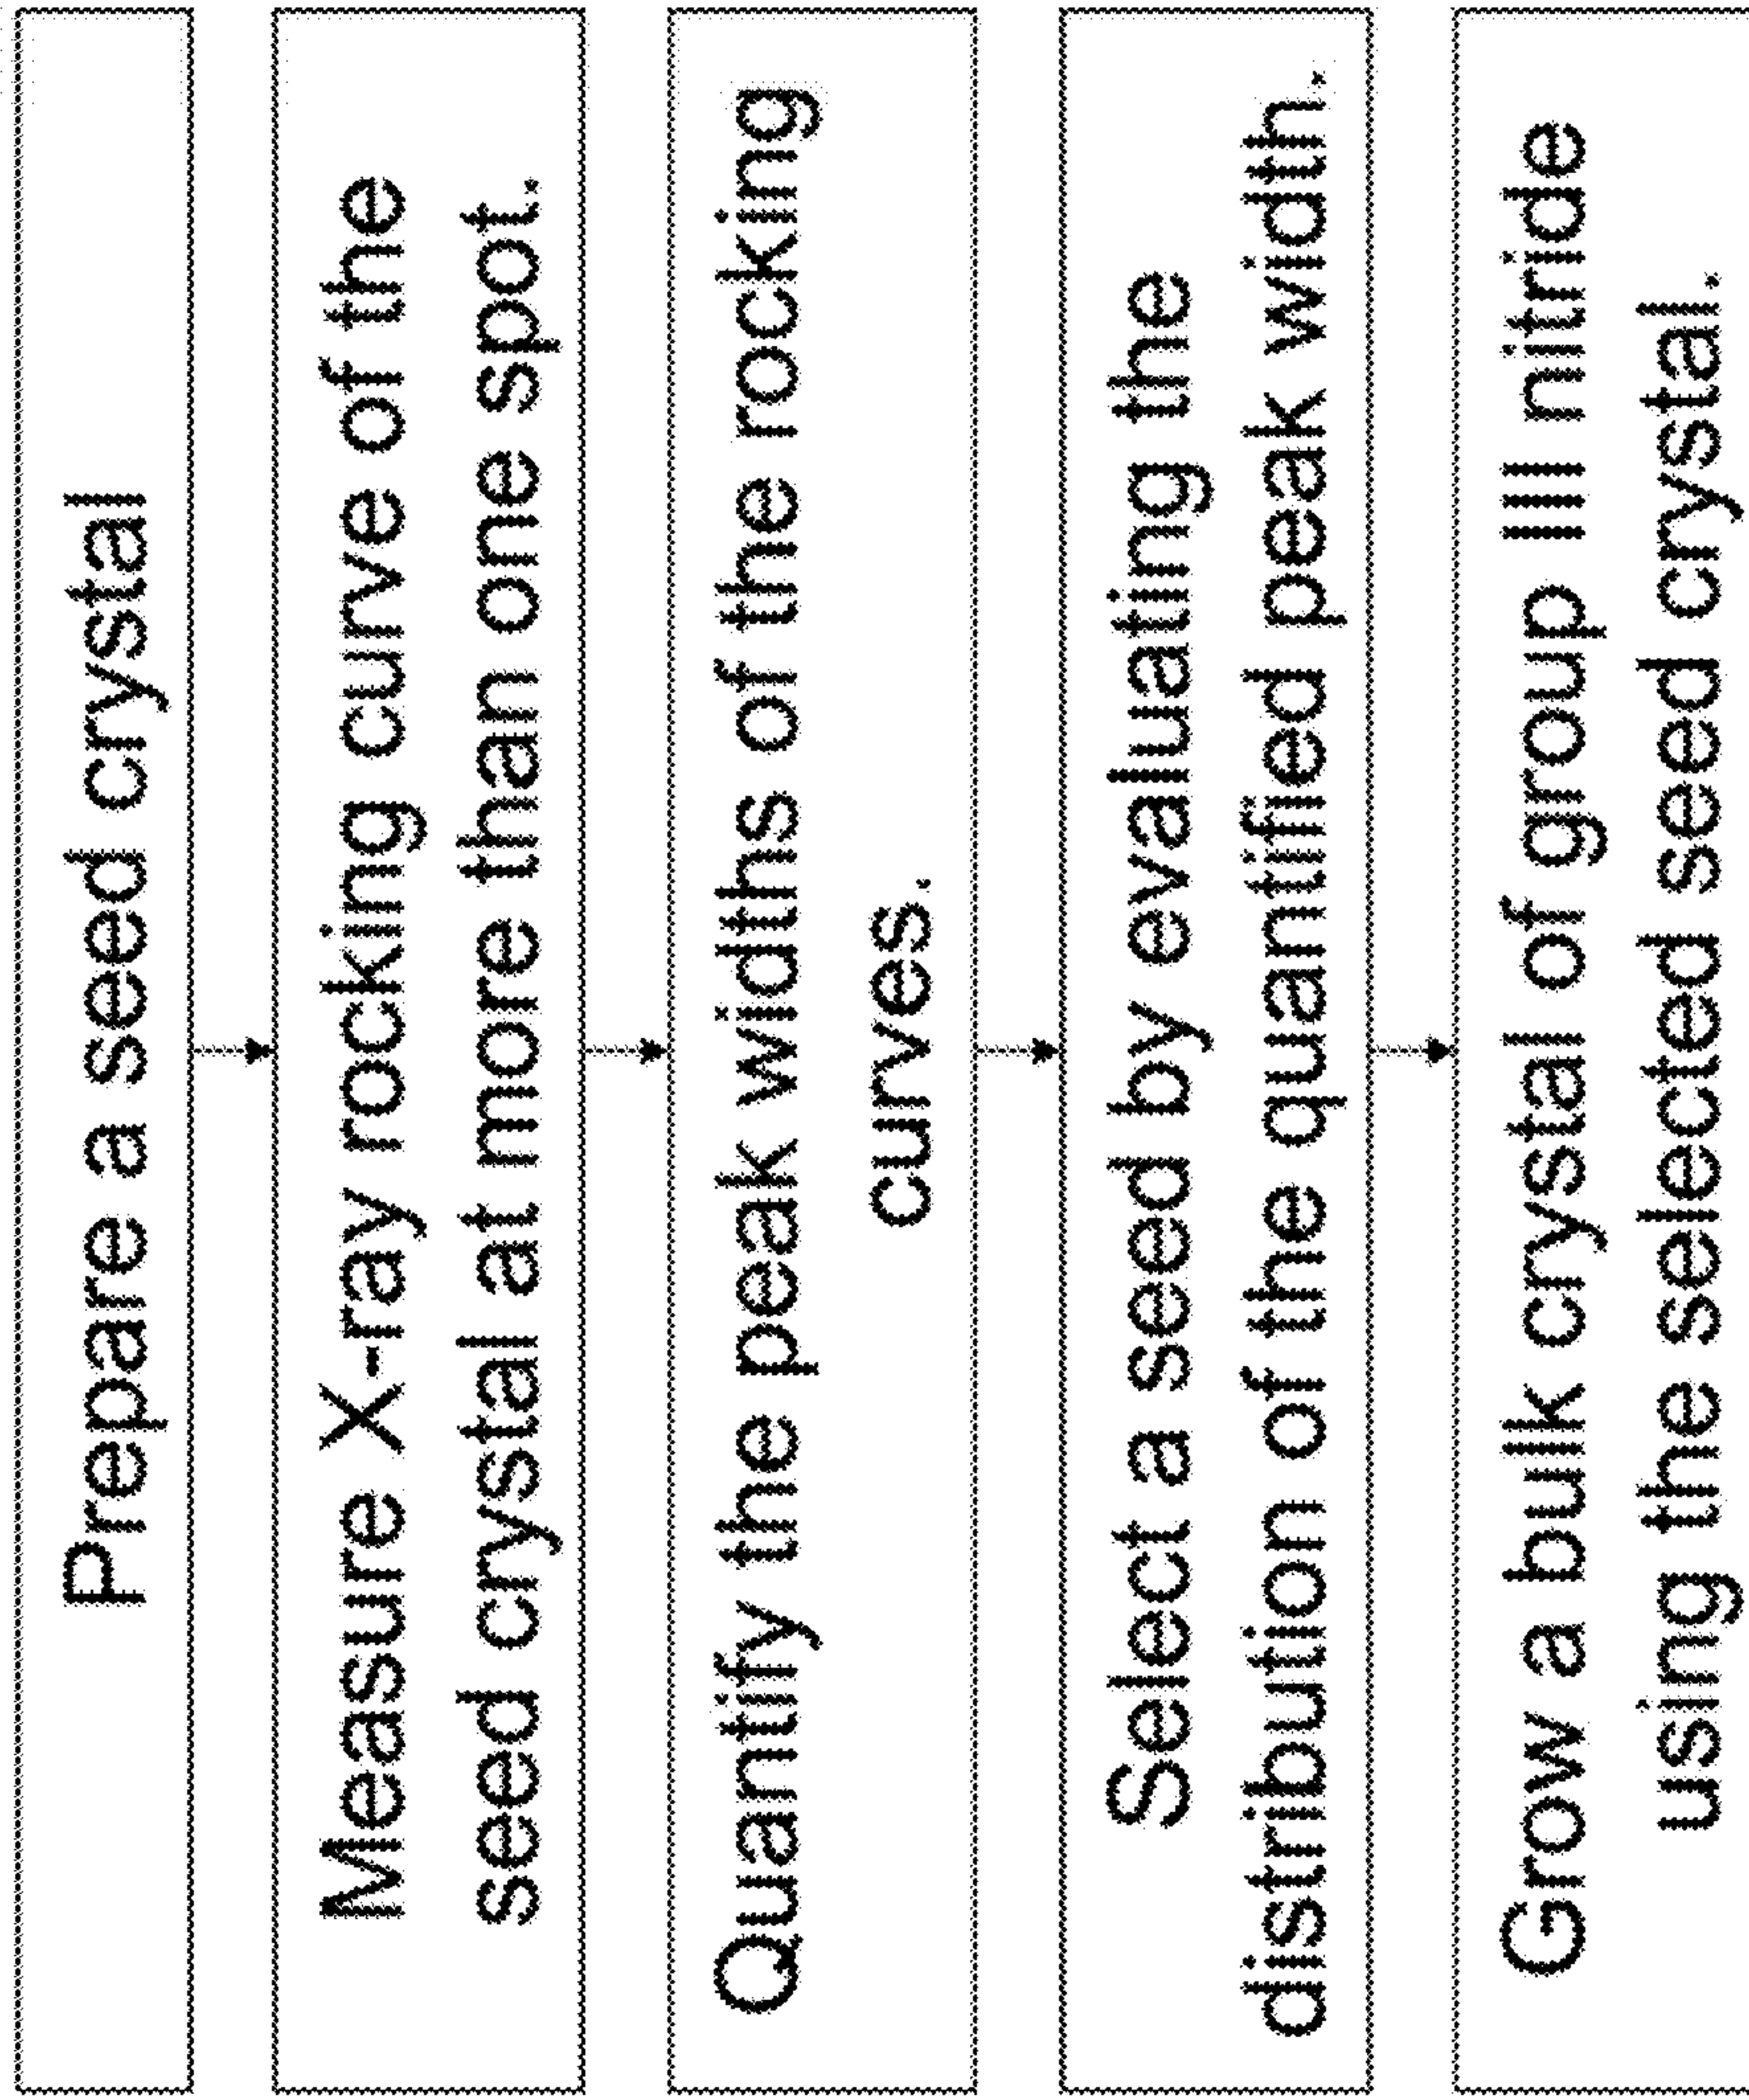 Prepare a seed crystal
Measure X-ray rocking curve of the
seed crystal at more than one spot.
Quantify the peak widths of the rocking
curves.
Select a seed by evaluating the
distribution of the quantified peak width.
Grow a bulk crystal of group III nitride
using the selected seed crystal.